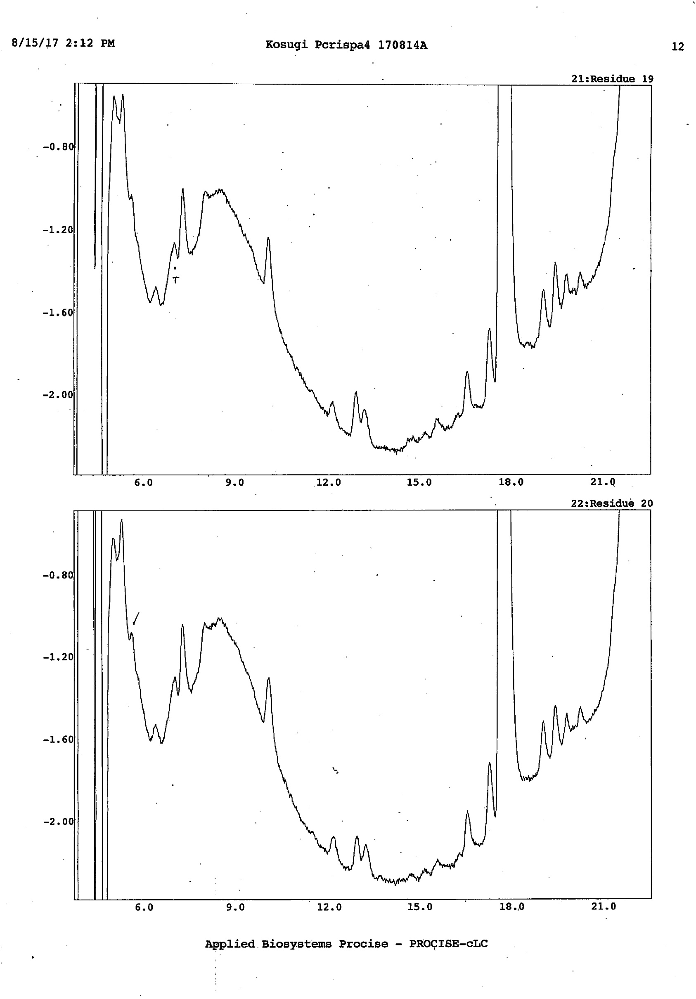 8/15/17 2:12 PM Kosugi Pcrispa4 170814A 12
21:Residue 19
-0.80
-1.20
T
-1.60
-2.00
6.0 9.0 12.0 15.0 18.0 21.0
22:Residue 20
-0.80
-1.20
-1.60
-2.00
6.0 9.0 12.0 15.0 18.0 21.0
Applied Biosystems Procise - PROCISE-cLC